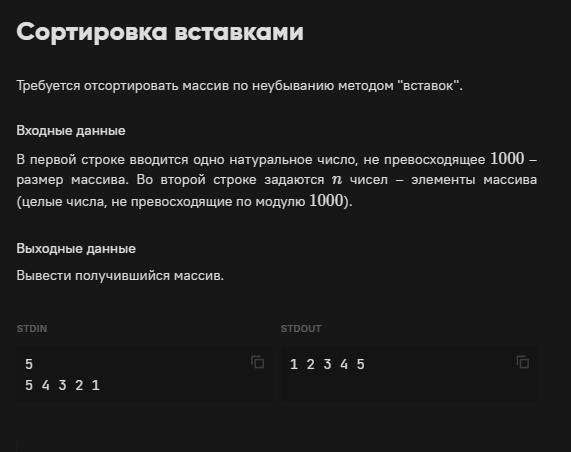 Сортировка вставками
Требуется отсортировать массив по неубыванию методом "вставок".
Входные данные
В первой строке вводится одно натуральное число, не превосходящее 1000 –
размер массива. Во второй строке задаются n чисел – элементы массива
(целые числа, не превосходящие по модулю 1000).
Выходные данные
Вывести получившийся массив.
STDIN
5
5 4 3 2 1
STDOUT
1 2 3 4 5